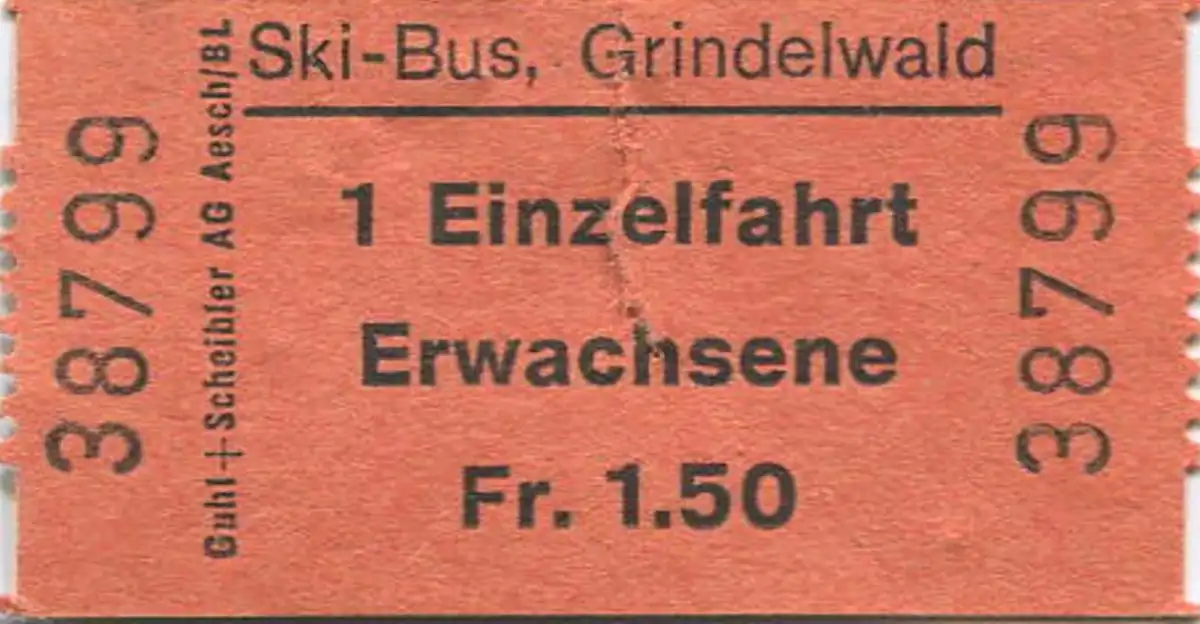 38799
Guhl+Scheibler AG Aesch/BL
Ski-Bus, Grindelwald
1 Einzelfahrt
Erwachsene
Fr. 1.50
38799